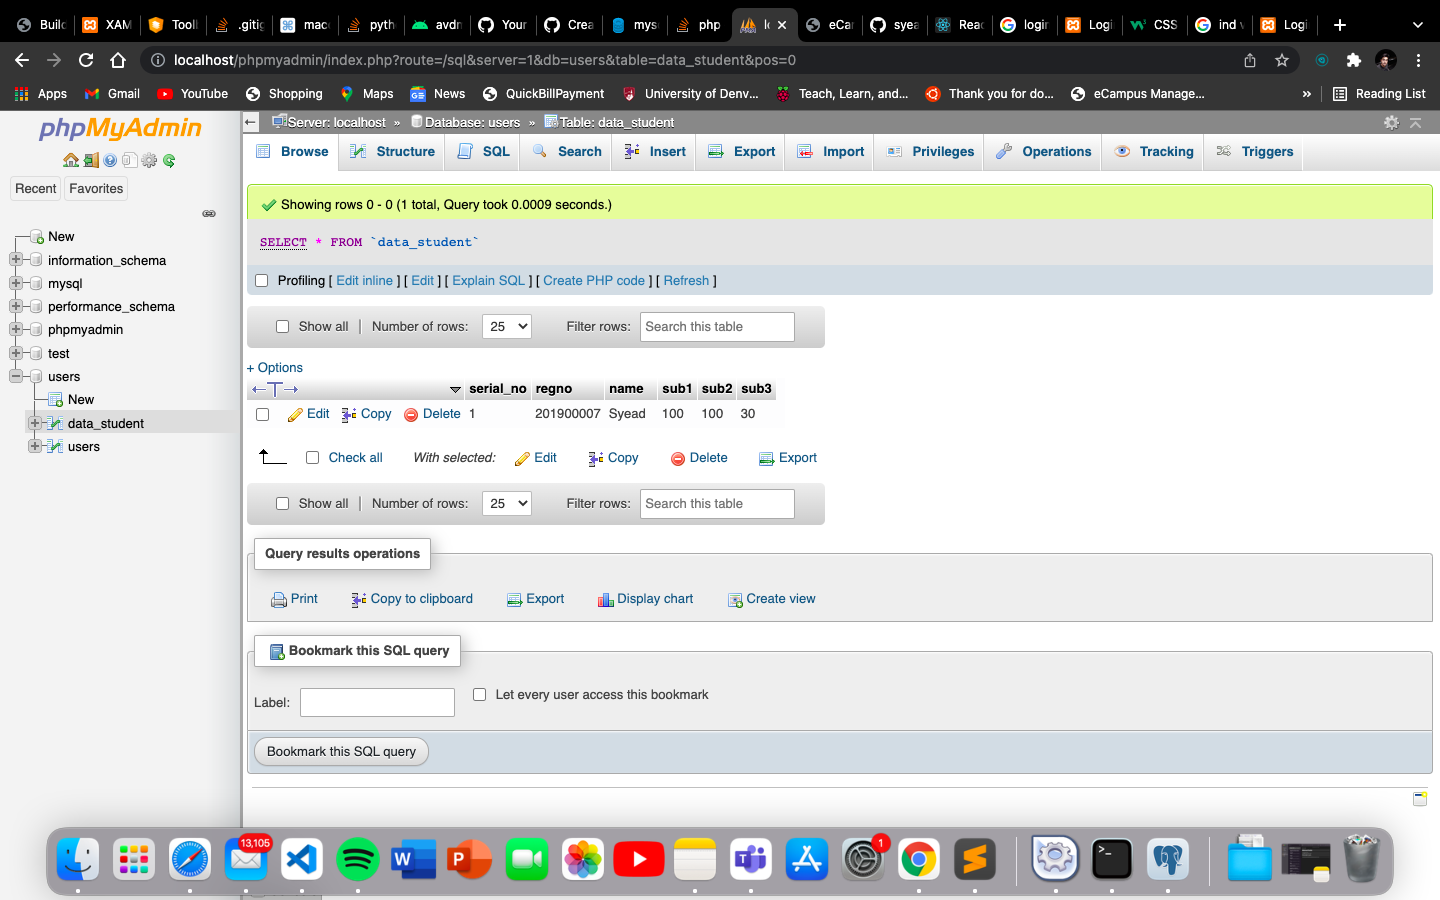 Build
XAM
Tooll
.gitig
macо
pyth
avdn
Your
Crea
mys
php
lo
eCar
syea
Reac
login
Logi
CSS
ind v
Logi
localhost/phpmyadmin/index.php?route=/sql&server=1&db=users&table=data_student&pos=0
Apps
Gmail
YouTube
Shopping
Maps
News
QuickBillPayment
University of Denv...
Teach, Learn, and...
Thank you for do...
eCampus Manage...
»
Reading List
phpMyAdmin
Recent
Favorites
New
information_schema
mysql
performance_schema
phpmyadmin
test
users
New
data_student
users
Server: localhost » Database: users » Table: data_student
Browse
Structure
SQL
Search
Insert
Export
Import
Privileges
Operations
Tracking
Triggers
Showing rows 0 - 0 (1 total, Query took 0.0009 seconds.)
SELECT * FROM `data_student`
Profiling [ Edit inline ] [ Edit ] [ Explain SQL ] [ Create PHP code ] [ Refresh ]
Show all | Number of rows: 25 Filter rows: Search this table
+ Options
serial_no regno name sub1 sub2 sub3
Edit Copy Delete 1 201900007 Syead 100 100 30
Check all With selected: Edit Copy Delete Export
Show all | Number of rows: 25 Filter rows: Search this table
Query results operations
Print Copy to clipboard Export Display chart Create view
Bookmark this SQL query
Label: Let every user access this bookmark
Bookmark this SQL query
13,105
1